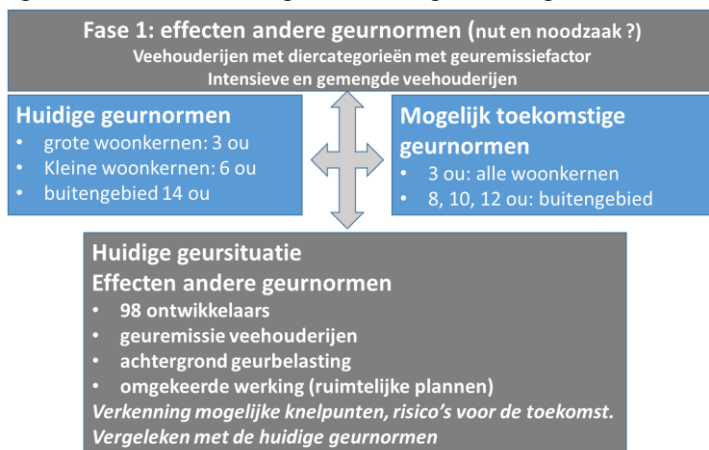 Fase 1: effecten andere geurnormen (nut en noodzaak ?)
Veehouderijen met diercategorieën met geuremissiefactor
Intensieve en gemengde veehouderijen
Huidige geurnormen
• grote woonkernen: 3 ou
• Kleine woonkernen: 6 ou
• buitengebied 14 ou
Mogelijk toekomstige
geurnormen
• 3 ou: alle woonkernen
• 8, 10, 12 ou: buitengebied
Huidige geursituatie
Effecten andere geurnormen
• 98 ontwikkelaars
• geuremissie veehouderijen
• achtergrond geurbelasting
• omgekeerde werking (ruimtelijke plannen)
Verkenning mogelijke knelpunten, risico's voor de toekomst.
Vergeleken met de huidige geurnormen